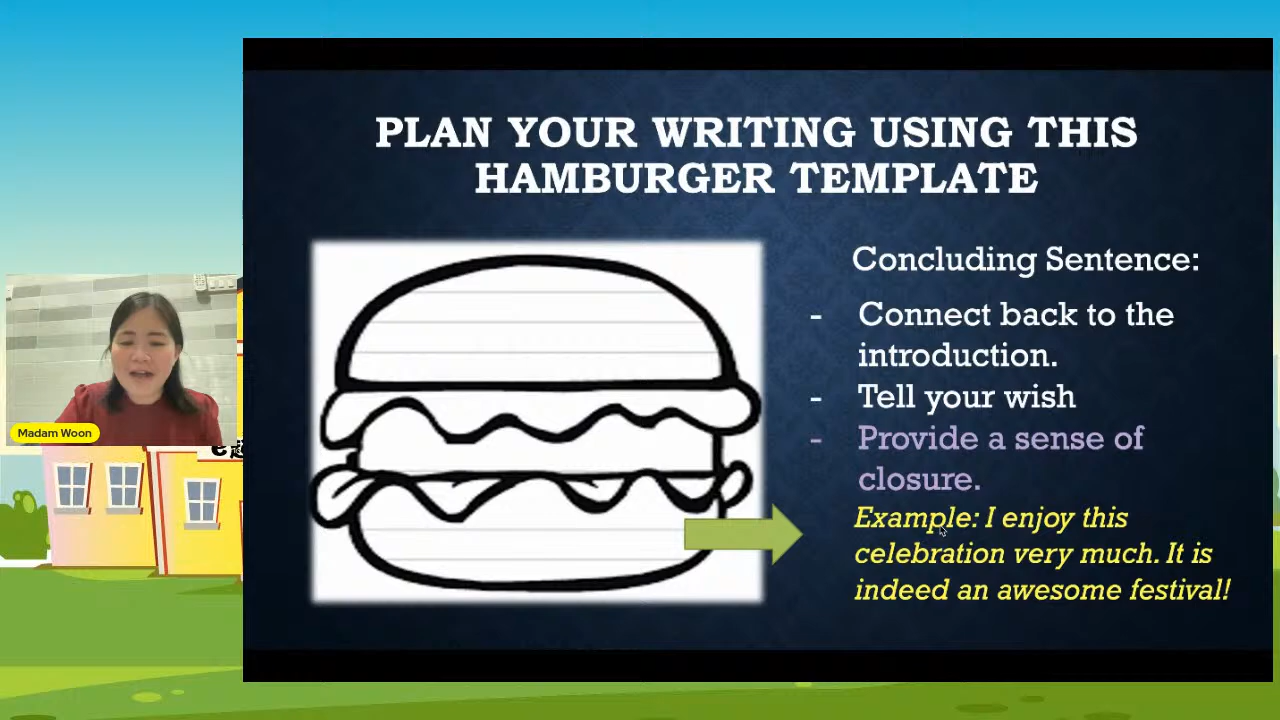 PLAN YOUR WRITING USING THIS
HAMBURGER TEMPLATE
Concluding Sentence:
- Connect back to the
introduction.
- Tell your wish
- Provide a sense of
closure.
Example: I enjoy this
celebration very much. It is
indeed an awesome festival!
Madam Woon